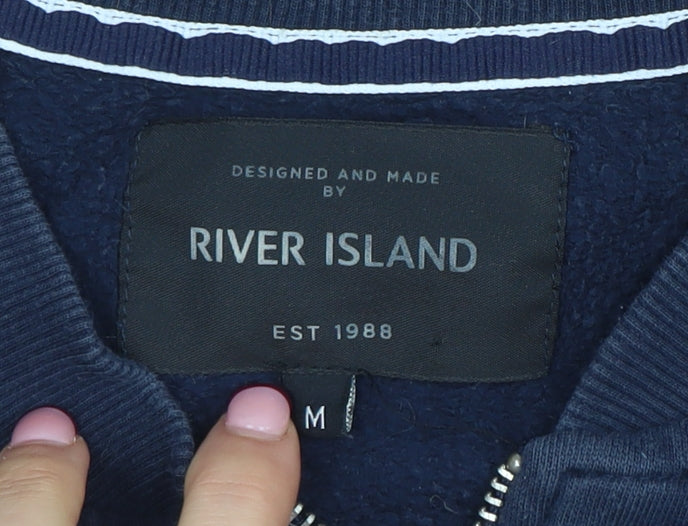 DESIGNED AND MADE
BY
RIVER ISLAND
EST 1988
M